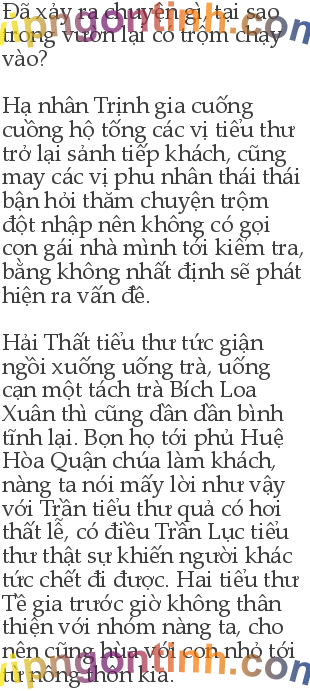 Đã xảy ra chuyện gì, tại sao
trong vườn lại có trộm chạy
vào?
Hạ nhân Trịnh gia cuống
cuồng hộ tống các vị tiểu thư
trở lại sảnh tiếp khách, cũng
may các vị phu nhân thái thái
bận hỏi thăm chuyện trộm
đột nhập nên không có gọi
con gái nhà mình tới kiểm tra,
bằng không nhất định sẽ phát
hiện ra vấn đề.
Hải Thất tiểu thư tức giận
ngồi xuống uống trà, uống
cạn một tách trà Bích Loa
Xuân thì cũng dần dần bình
tĩnh lại. Bọn họ tới phủ Huệ
Hòa Quận chúa làm khách,
nàng ta nói mấy lời như vậy
với Trần tiểu thư quả có hơi
thất lễ, có điều Trần Lục tiểu
thư thật sự khiến người khác
tức chết đi được. Hai tiểu thư
Tề gia trước giờ không thân
thiện với nhóm nàng ta, cho
nên cũng hùa với con nhỏ tới
từ nông thôn kia.
vipngontinh.com
vipngontinh.com